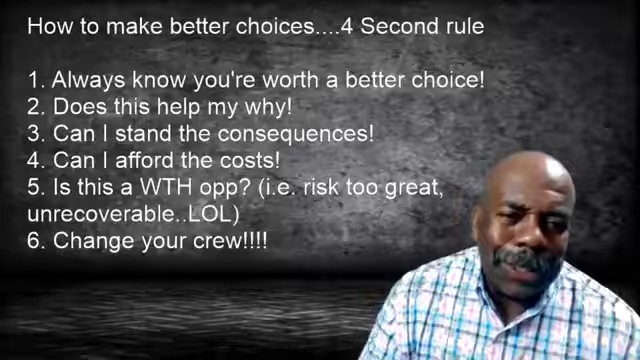 How to make better choices....4 Second rule
1. Always know you're worth a better choice!
2. Does this help my why!
3. Can I stand the consequences!
4. Can I afford the costs!
5. Is this a WTH opp? (i.e. risk too great,
unrecoverable..LOL)
6. Change your crew!!!!